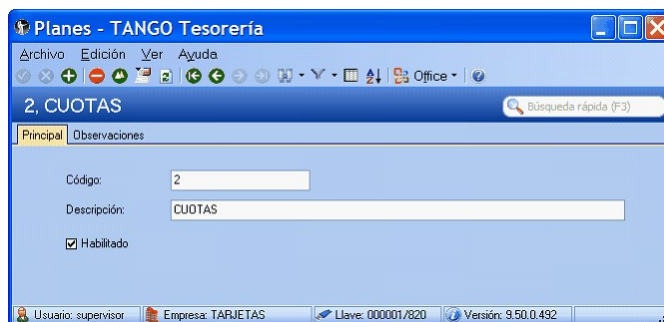 Planes - TANGO Tesorería
Archivo Edición Ver Ayuda
Office
2, CUOTAS
Búsqueda rápida (F3)
Principal Observaciones
Código: 2
Descripción: CUOTAS
Habilitado
Usuario: supervisor Empresa: TARJETAS Llave: 000001/820 Versión: 9.50.0.492